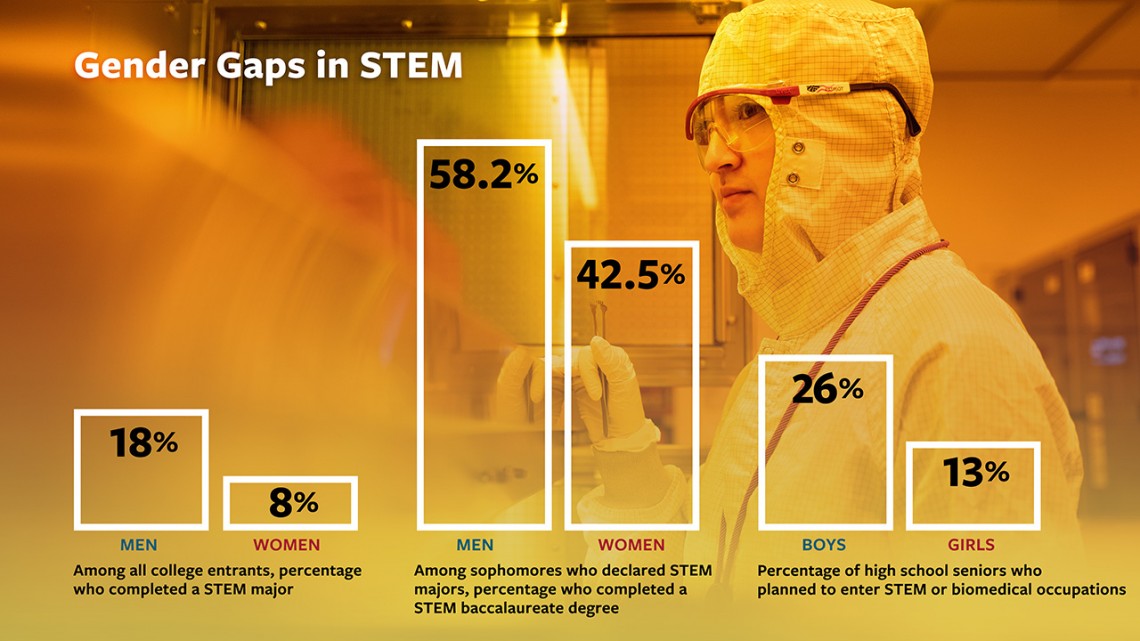 Gender Gaps in STEM
58.2%
42.5%
26%
18%
13%
8%
MEN
WOMEN
MEN
WOMEN
BOYS
GIRLS
Among all college entrants, percentage
who completed a STEM major
Among sophomores who declared STEM
majors, percentage who completed a
STEM baccalaureate degree
Percentage of high school seniors who
planned to enter STEM or biomedical occupations